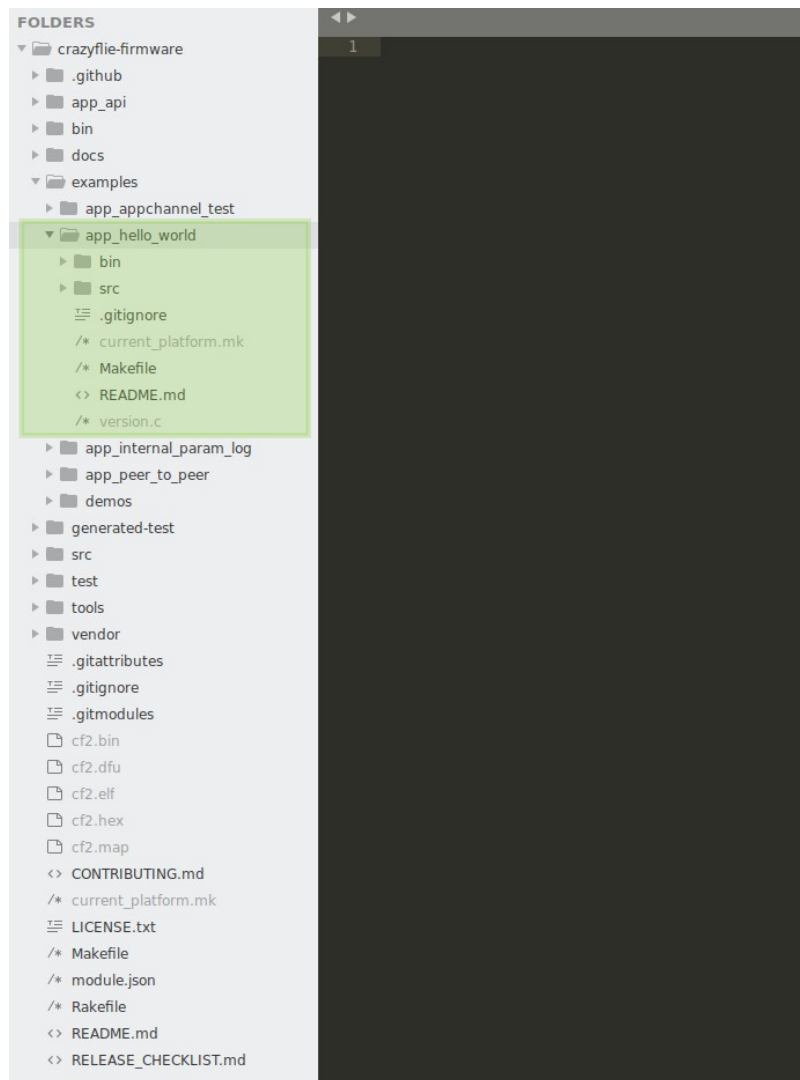 FOLDERS
crazyflie-firmware
.github
app_api
bin
docs
examples
app_appchannel_test
app_hello_world
bin
src
.gitignore
/* current_platform.mk
/* Makefile
<> README.md
/* version.c
app_internal_param_log
app_peer_to_peer
demos
generated-test
src
test
tools
vendor
.gitattributes
.gitignore
.gitmodules
cf2.bin
cf2.dfu
cf2.elf
cf2.hex
cf2.map
<> CONTRIBUTING.md
/* current_platform.mk
LICENSE.txt
/* Makefile
/* module.json
/* Rakefile
<> README.md
<> RELEASE_CHECKLIST.md
1